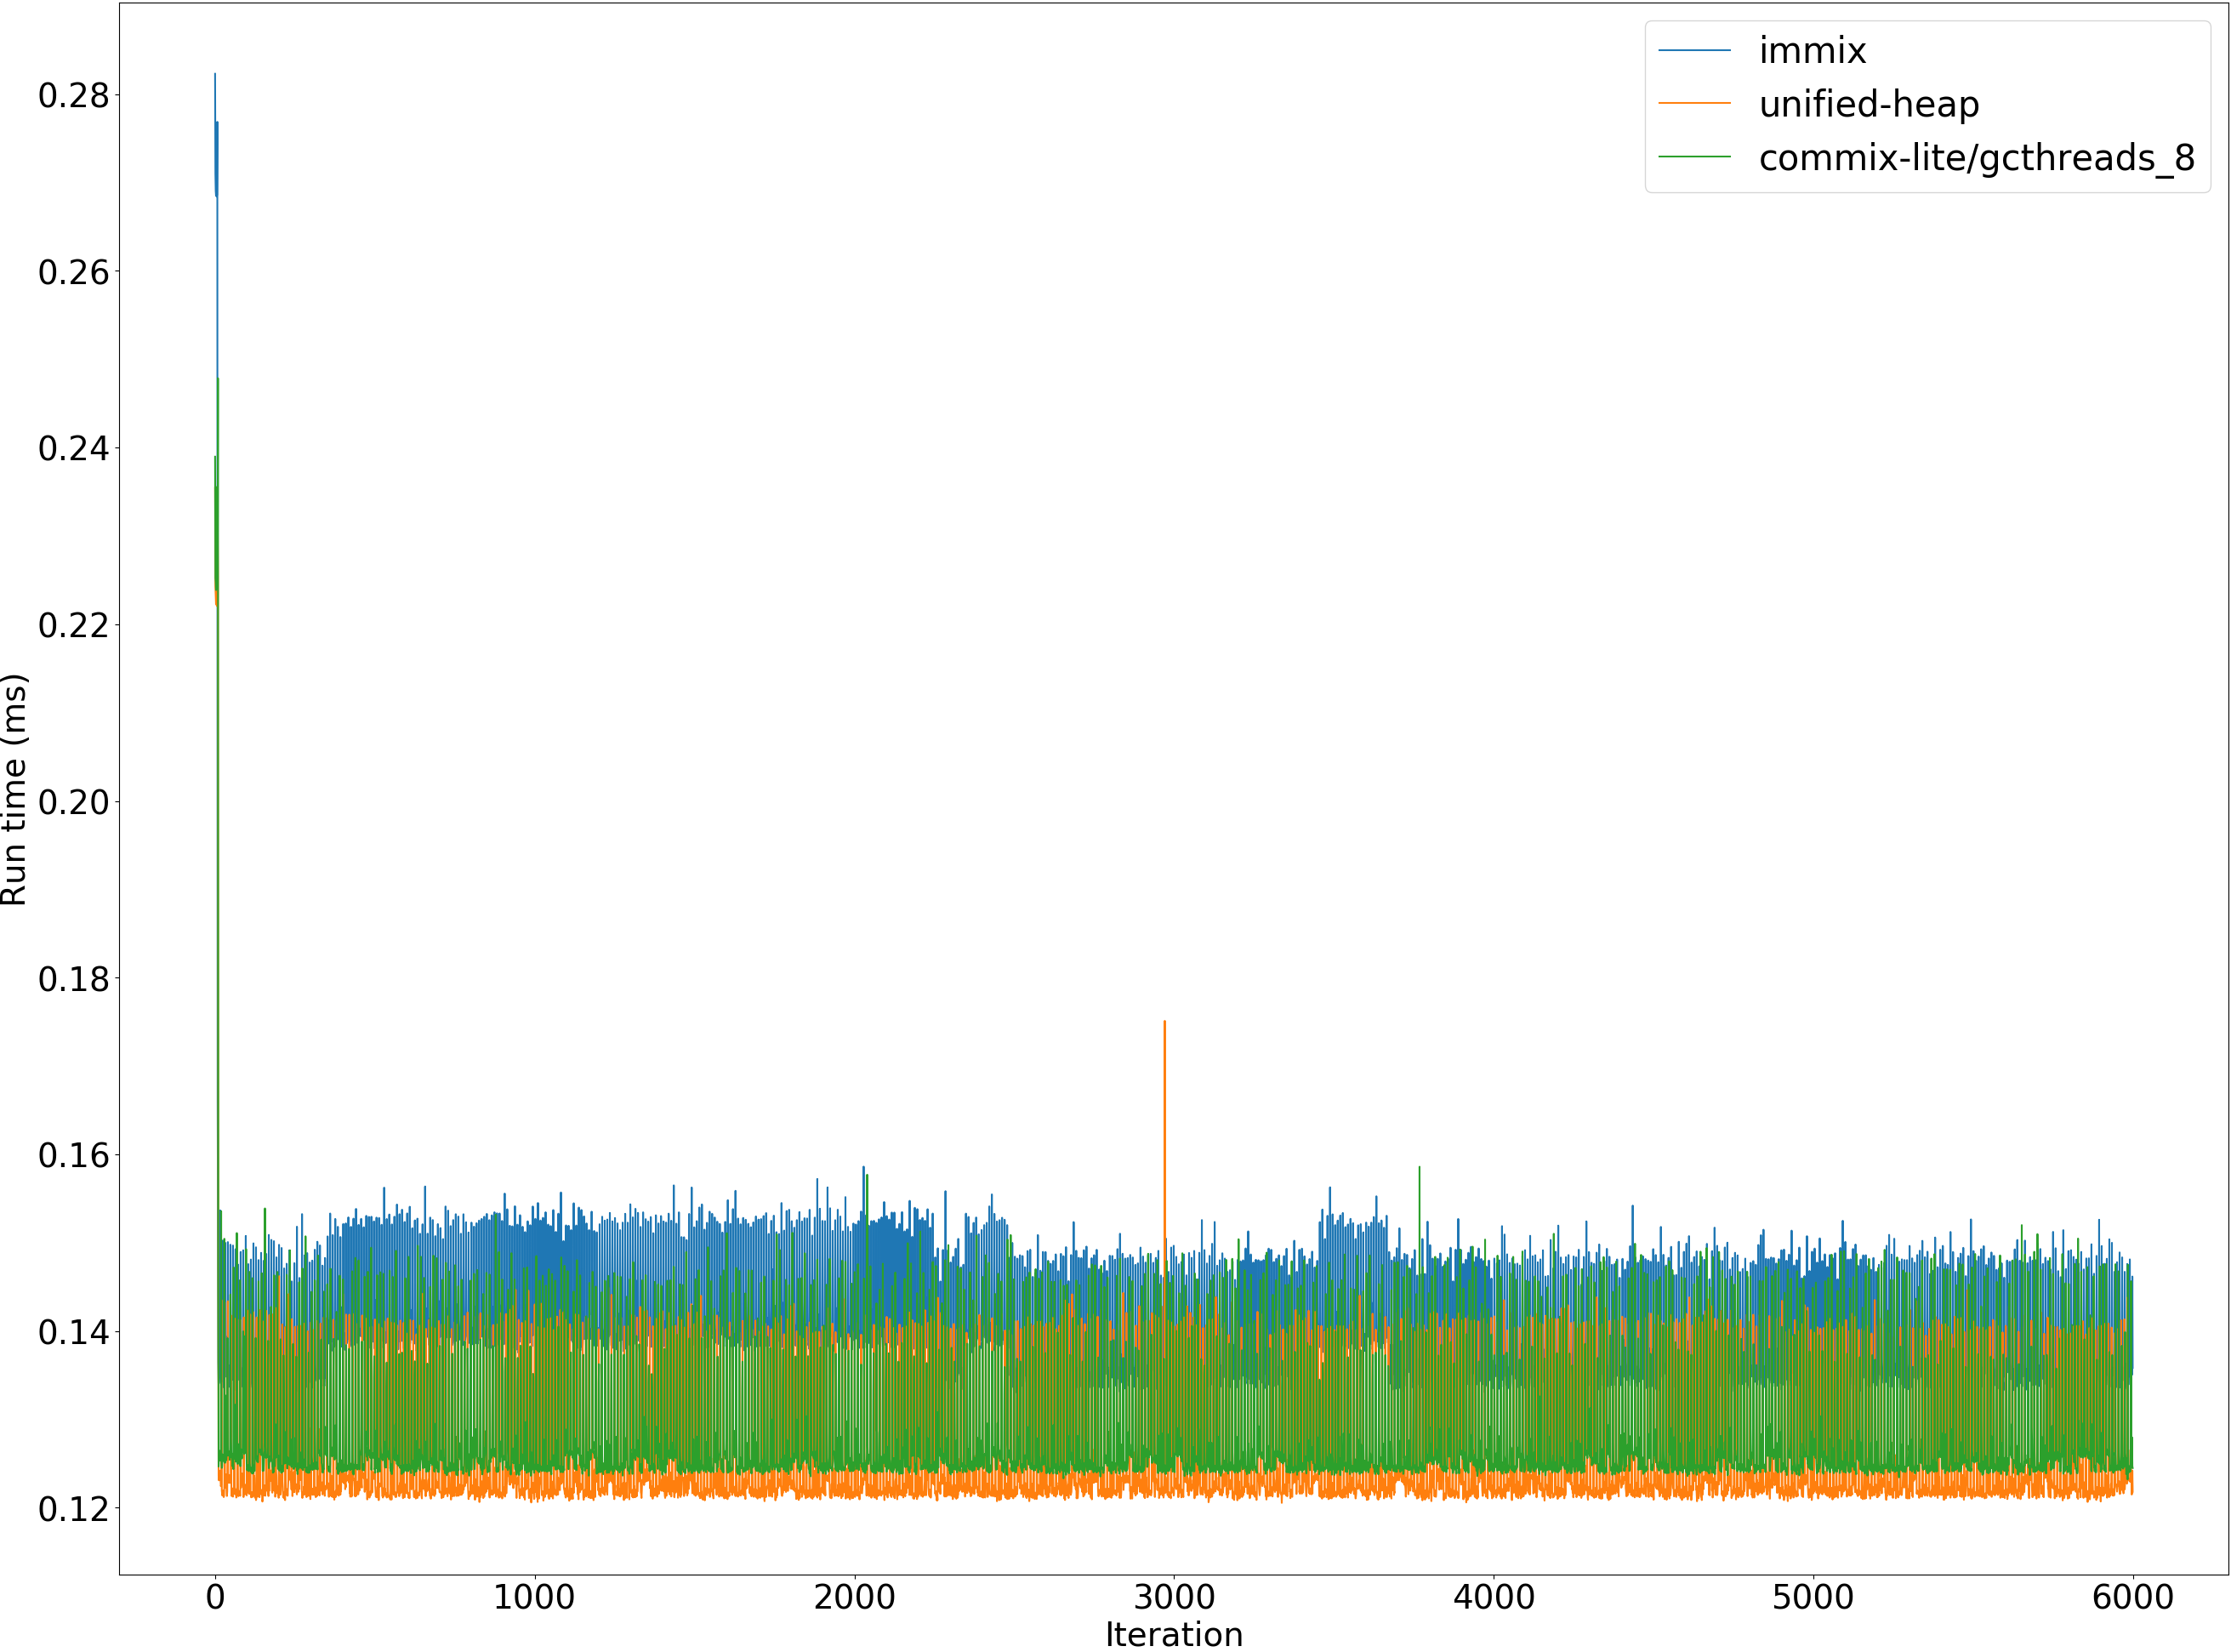 immix
unified-heap
commix-lite/gcthreads_8
Run time (ms)
0.28
0.26
0.24
0.22
0.20
0.18
0.16
0.14
0.12
0 1000 2000 3000 4000 5000 6000
Iteration